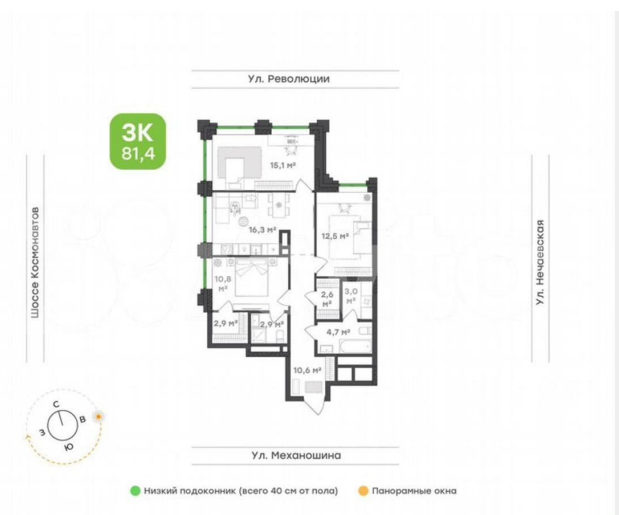 Ул. Революции
3К
81,4
15,1 м²
16,3 м²
12,5 м²
10,8
м²
2,6
м²
3,0
м²
2,9 м²
2,9 м²
4,7 м²
10,6 м²
Шоссе Космонавтов
Ул. Нечаевская
С
В
З
Ю
Ул. Механошина
Низкий подоконник (всего 40 см от пола)
Панорамные окна